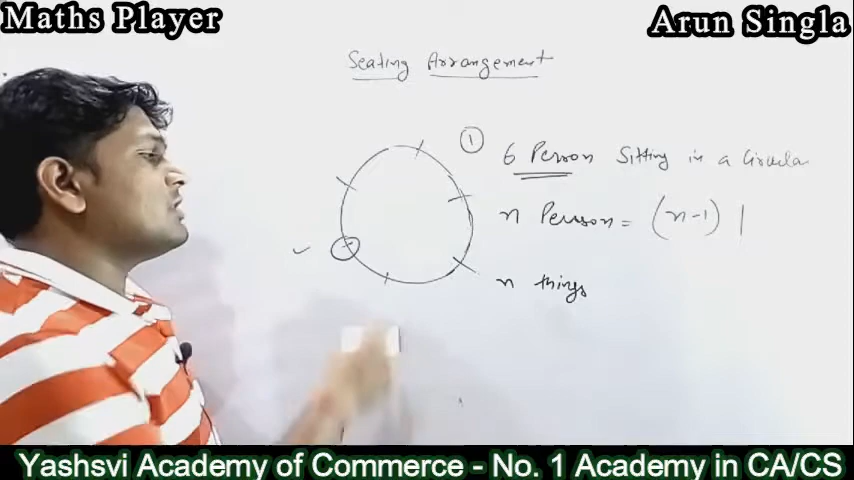 Maths Player
Arun Singla
Seating Arrangement
① 6 Person Sitting in a Circular
n Person = (n-1) |
n things
Yashsvi Academy of Commerce - No. 1 Academy in CA/CS